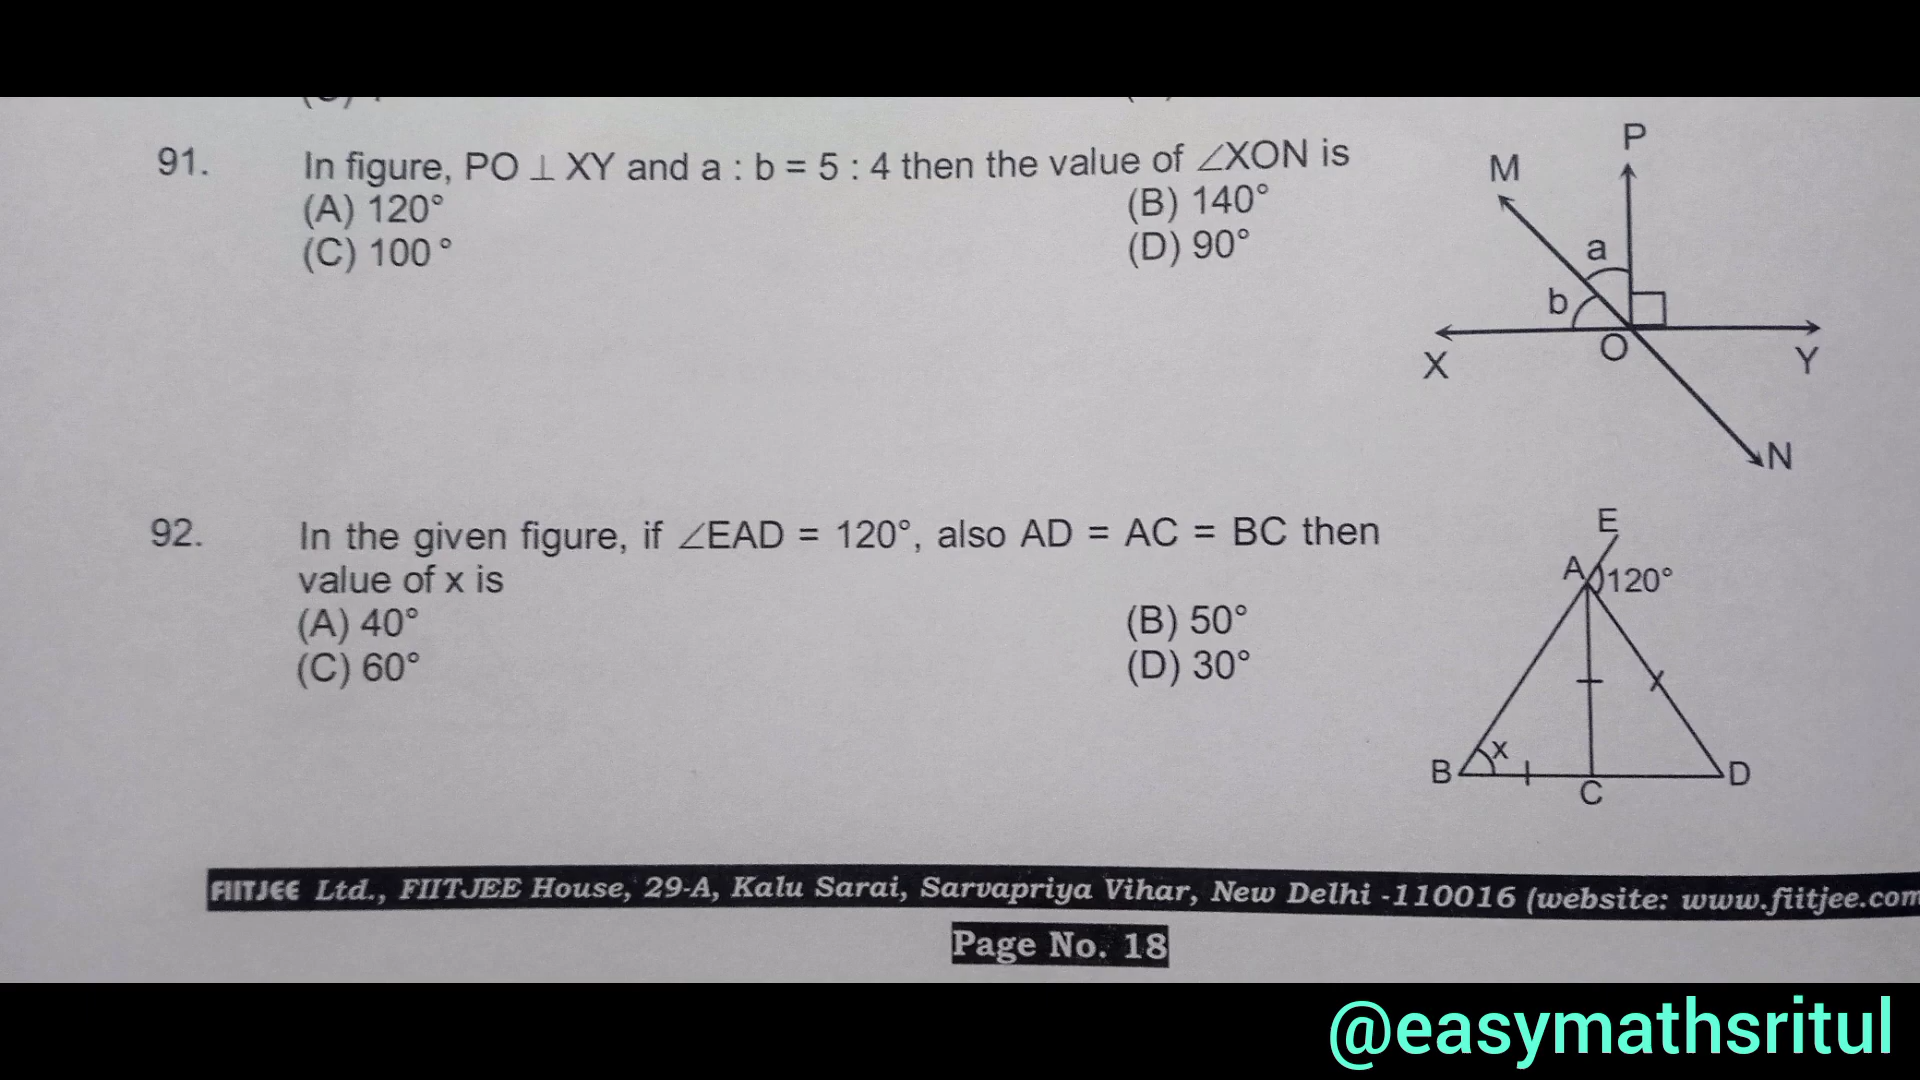 91. In figure, PO ⊥ XY and a : b = 5 : 4 then the value of ∠XON is
(A) 120° (B) 140°
(C) 100° (D) 90°
P
M
a
b
O
X
Y
N
92. In the given figure, if ∠EAD = 120°, also AD = AC = BC then
value of x is
(A) 40° (B) 50°
(C) 60° (D) 30°
E
A 120°
x
B
C
D
FIITJEE Ltd., FIITJEE House, 29-A, Kalu Sarai, Sarvapriya Vihar, New Delhi -110016 (website: www.fiitjee.com
Page No. 18
@easymathsritul